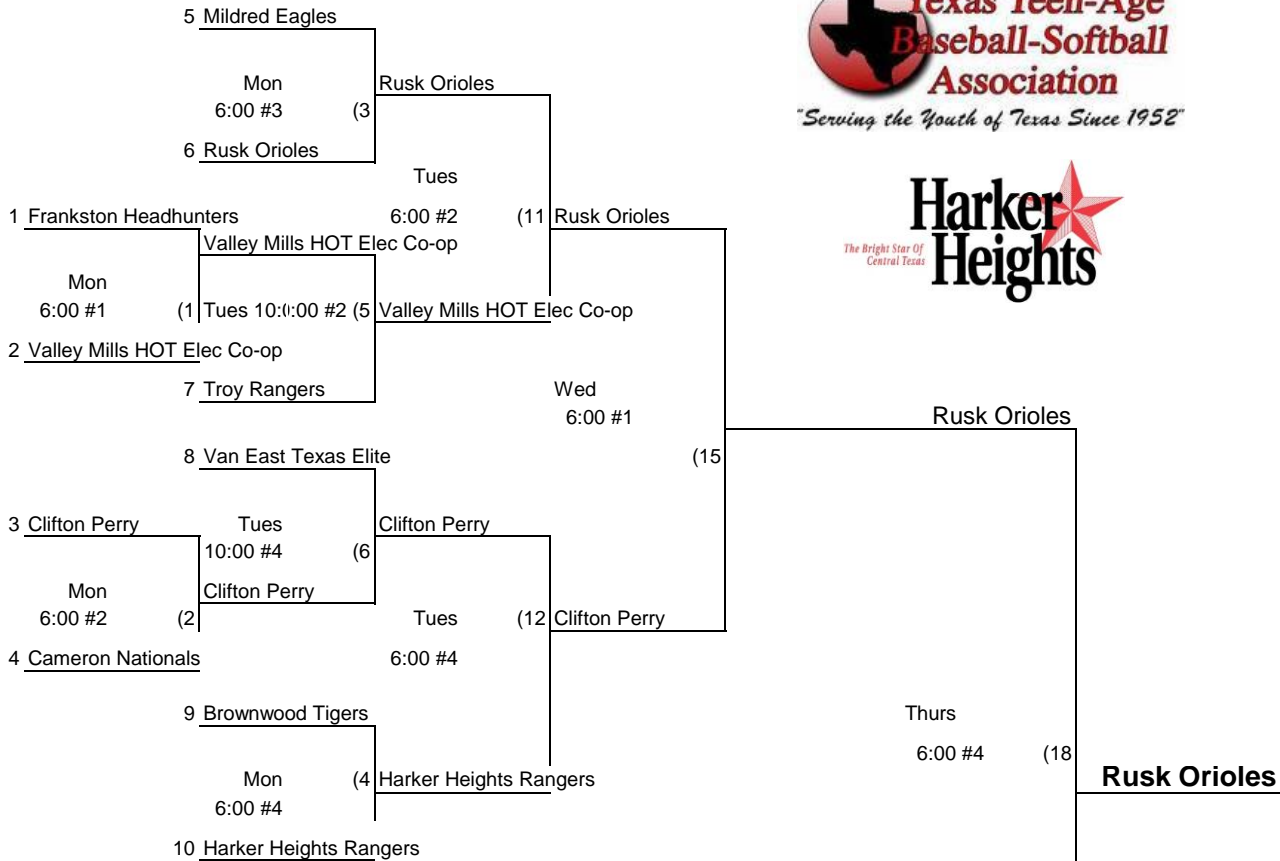 5 Mildred Eagles
Texas Teen-Age
Baseball-Softball
Association
"Serving the Youth of Texas Since 1952"
Mon
Rusk Orioles
6:00 #3 (3
6 Rusk Orioles
Tues
Harker
Heights
The Bright Star Of
Central Texas
1 Frankston Headhunters
6:00 #2 (11 Rusk Orioles
Valley Mills HOT Elec Co-op
Mon
6:00 #1 (1 Tues 10:0:00 #2 (5 Valley Mills HOT Elec Co-op
2 Valley Mills HOT Elec Co-op
7 Troy Rangers
Wed
6:00 #1
Rusk Orioles
8 Van East Texas Elite
(15
3 Clifton Perry
Tues
Clifton Perry
10:00 #4 (6
Mon
Clifton Perry
6:00 #2 (2
Tues (12 Clifton Perry
4 Cameron Nationals
6:00 #4
9 Brownwood Tigers
Thurs
6:00 #4 (18
Mon (4 Harker Heights Rangers
Rusk Orioles
6:00 #4
10 Harker Heights Rangers